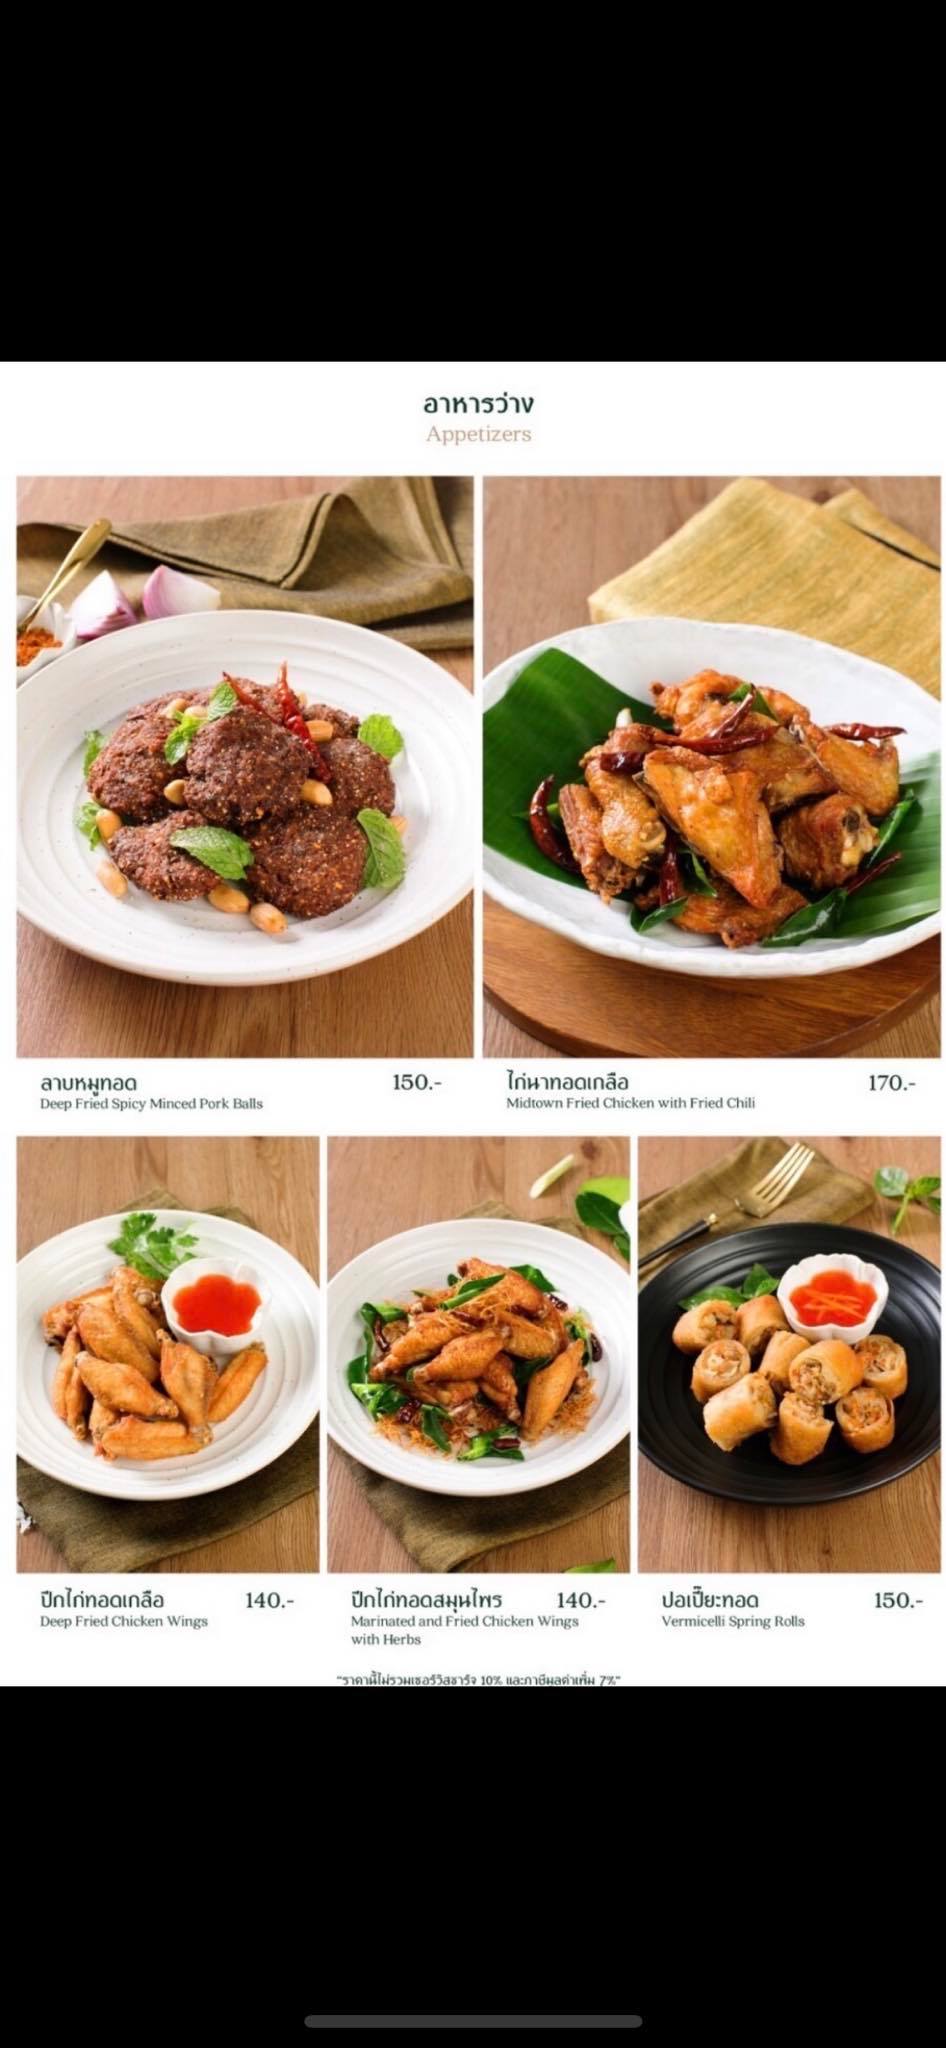 อาหารว่าง
Appetizers
ลาบหมูทอด 150.-
Deep Fried Spicy Minced Pork Balls
ไก่นาทอดเกลือ 170.-
Midtown Fried Chicken with Fried Chili
ปีกไก่ทอดเกลือ 140.-
Deep Fried Chicken Wings
ปีกไก่ทอดสมุนไพร 140.-
Marinated and Fried Chicken Wings
with Herbs
ปอเปี๊ยะทอด 150.-
Vermicelli Spring Rolls
"ราคานี้ไม่รวมเซอร์วิสชาร์จ 10% และภาษีมูลค่าเพิ่ม 7%"